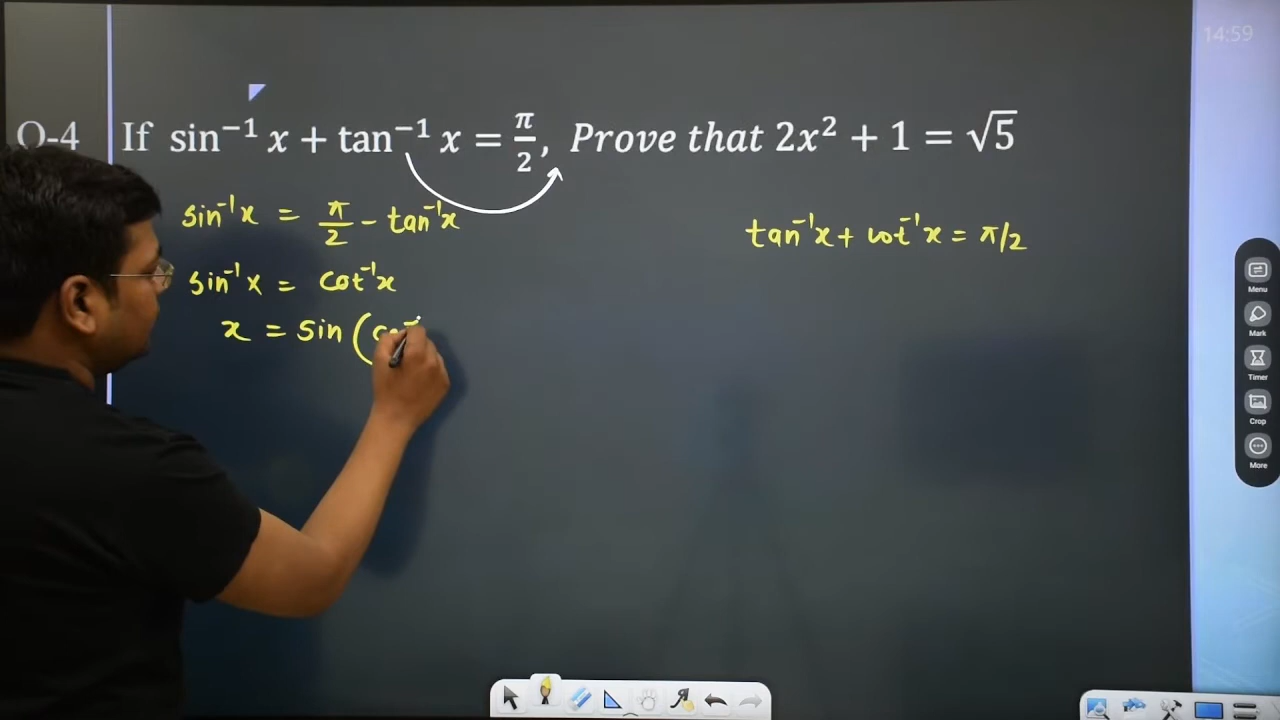 14:59
Q-4 If sin⁻¹ x + tan⁻¹ x = π/2, Prove that 2x² + 1 = √5
sin⁻¹x = π/2 - tan⁻¹x
tan⁻¹x + cot⁻¹x = π/2
sin⁻¹x = cot⁻¹x
x = sin (
Menu
Mark
Timer
Crop
More